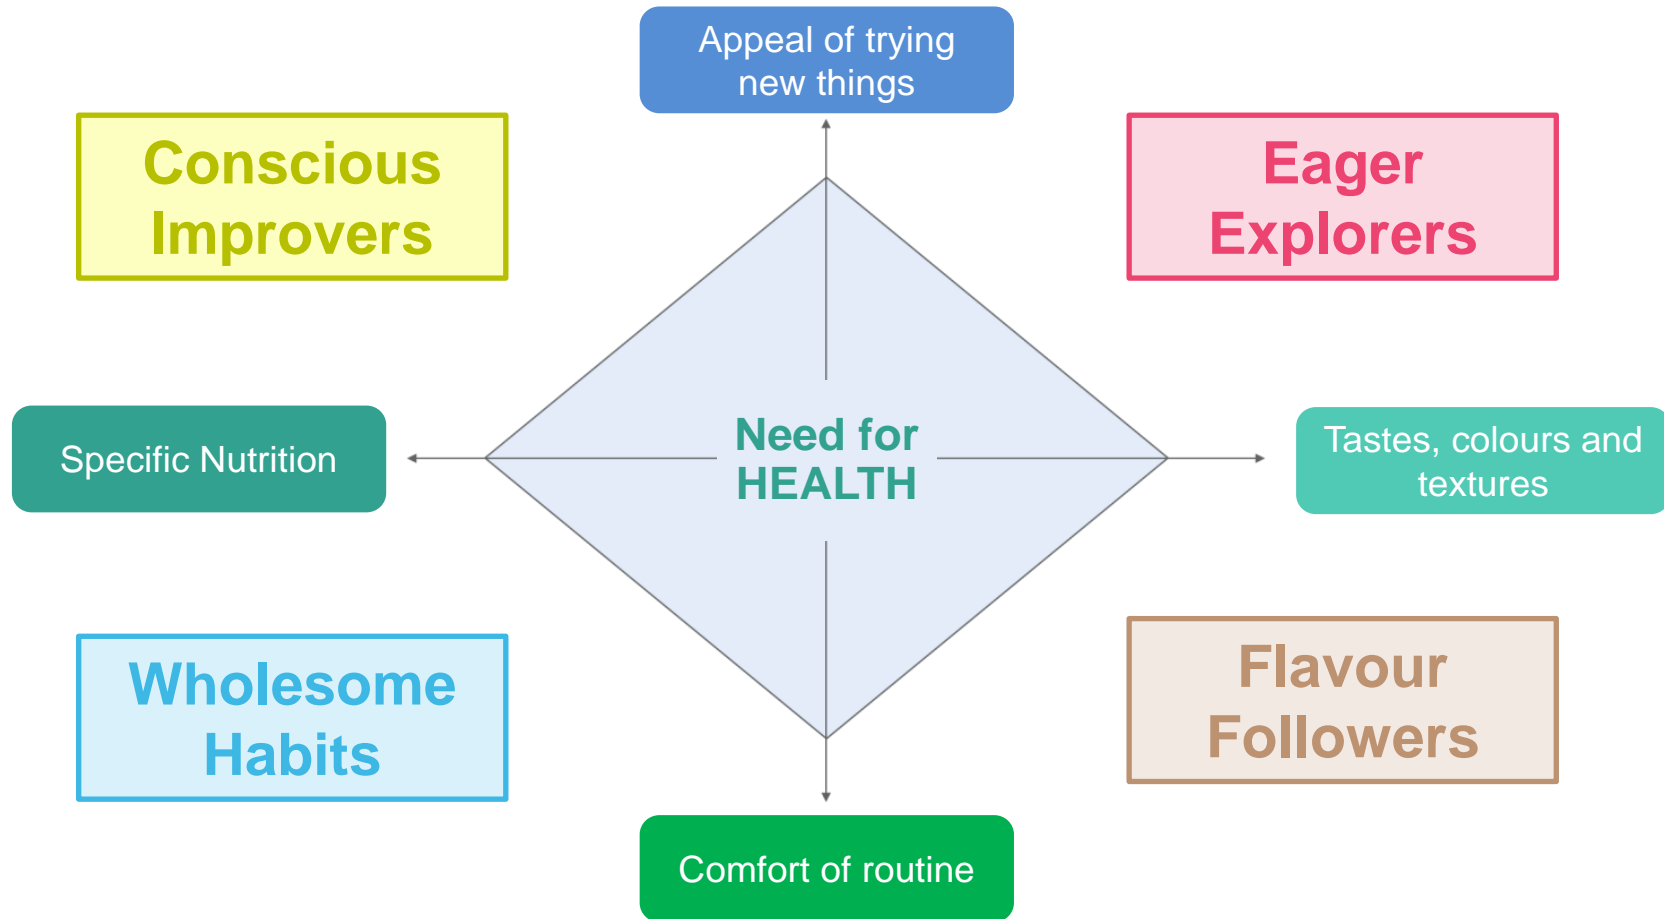 Appeal of trying
new things
Conscious
Improvers
Eager
Explorers
Specific Nutrition
Need for
HEALTH
Tastes, colours and
textures
Wholesome
Habits
Flavour
Followers
Comfort of routine